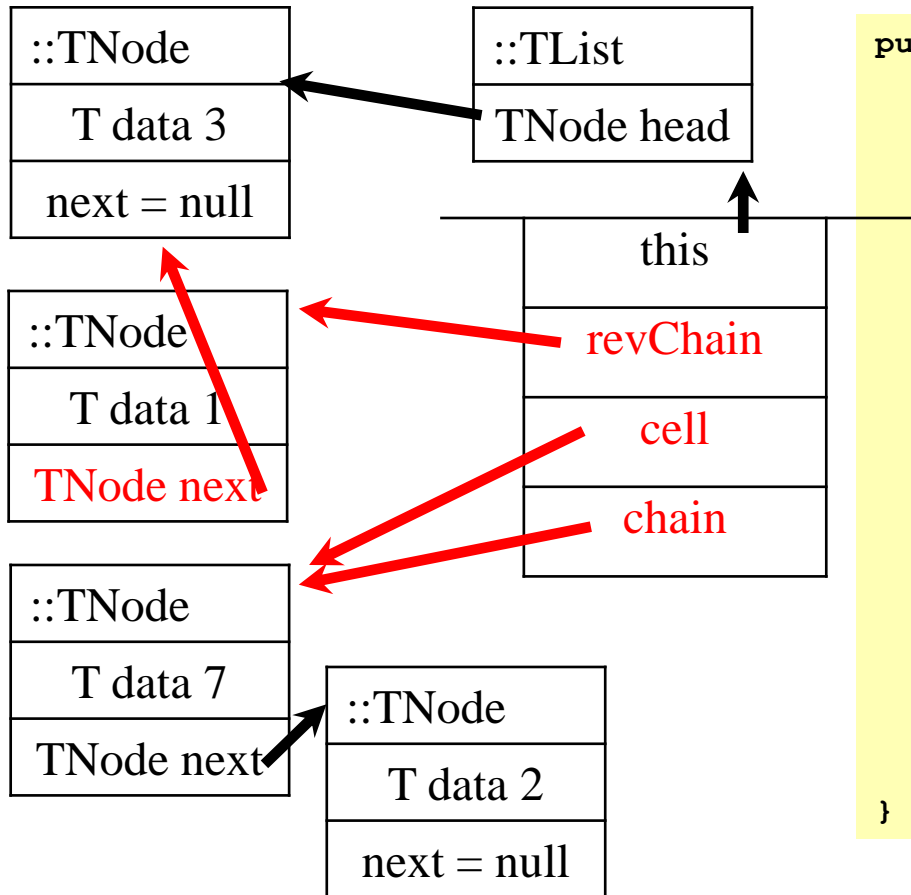 ::TNode
T data 3
next = null
::TList
TNode head
this
revChain
cell
chain
::TNode
T data 1
TNode next
::TNode
T data 7
TNode next
::TNode
T data 2
next = null
pu
}